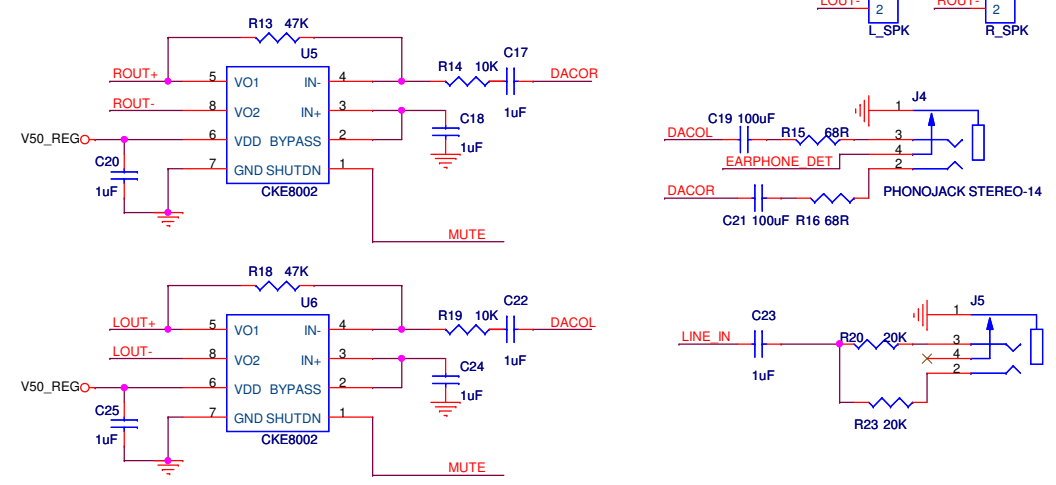 LOUT-
2
L_SPK
ROUT-
2
R_SPK
R13 47K
U5
ROUT+
5
VO1
IN-
4
R14 10K
C17
1uF
DACOR
ROUT-
8
VO2
IN+
3
C18
1uF
V50_REG
6
VDD
BYPASS
2
C20
1uF
7
GND
SHUTDN
1
CKE8002
MUTE
J4
1
DACOL
C19 100uF
R15 68R
3
EARPHONE_DET
4
2
DACOR
C21 100uF
R16 68R
PHONOJACK STEREO-14
R18 47K
U6
LOUT+
5
VO1
IN-
4
R19 10K
C22
1uF
DACOL
LOUT-
8
VO2
IN+
3
C24
1uF
V50_REG
6
VDD
BYPASS
2
C25
1uF
7
GND
SHUTDN
1
CKE8002
MUTE
J5
1
LINE_IN
C23
1uF
R20 20K
3
4
2
R23 20K